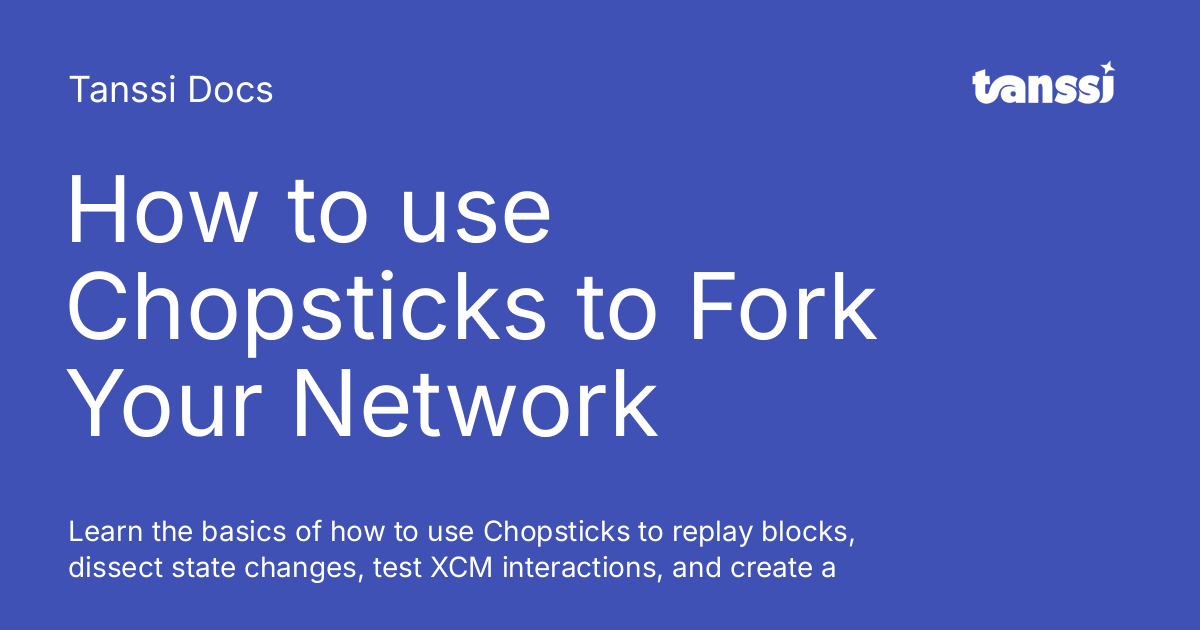 Tanssi Docs
tanssi
How to use
Chopsticks to Fork
Your Network
Learn the basics of how to use Chopsticks to replay blocks,
dissect state changes, test XCM interactions, and create a